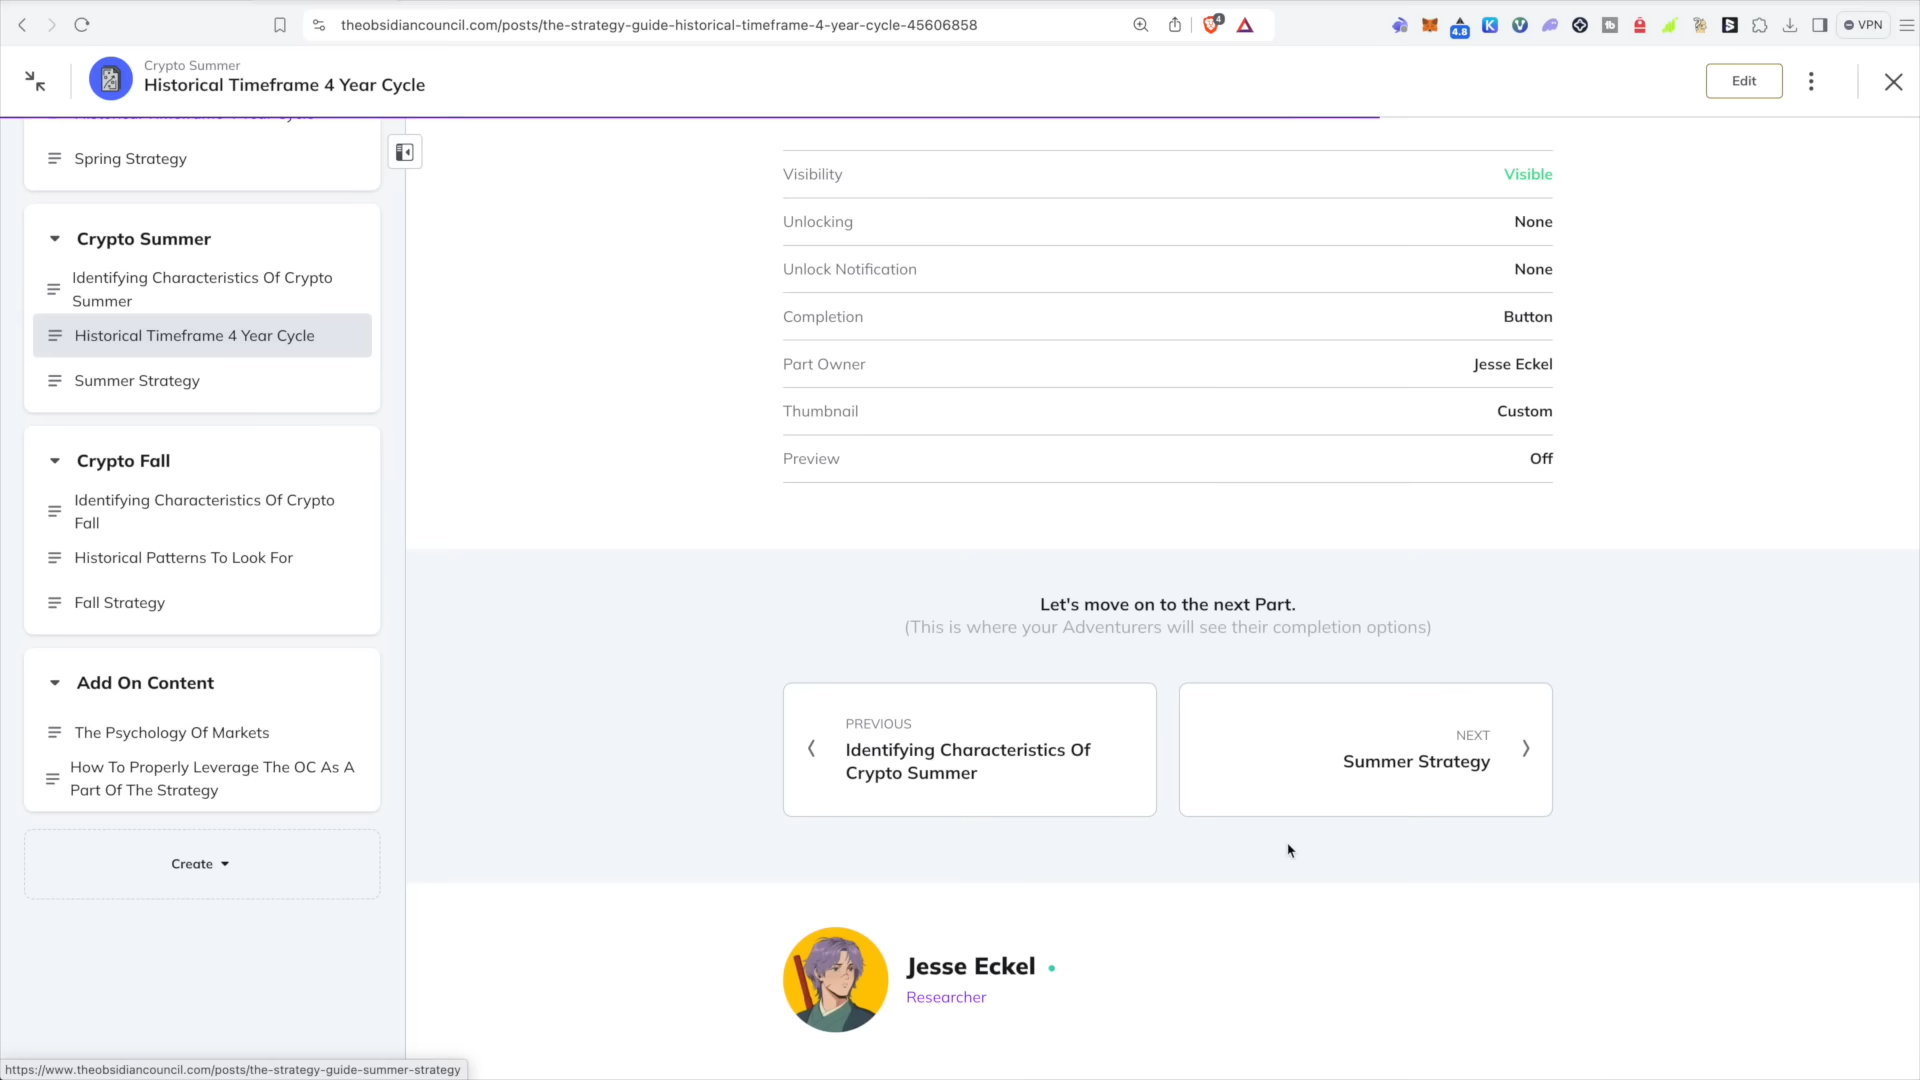 theobsidiancouncil.com/posts/the-strategy-guide-historical-timeframe-4-year-cycle-45606858
4
4.8
VPN
Crypto Summer
Historical Timeframe 4 Year Cycle
Edit
Spring Strategy
Crypto Summer
Identifying Characteristics Of Crypto
Summer
Historical Timeframe 4 Year Cycle
Summer Strategy
Crypto Fall
Identifying Characteristics Of Crypto
Fall
Historical Patterns To Look For
Fall Strategy
Add On Content
The Psychology Of Markets
How To Properly Leverage The OC As A
Part Of The Strategy
Create
Visibility Visible
Unlocking None
Unlock Notification None
Completion Button
Part Owner Jesse Eckel
Thumbnail Custom
Preview Off
Let's move on to the next Part.
(This is where your Adventurers will see their completion options)
PREVIOUS
Identifying Characteristics Of
Crypto Summer
NEXT
Summer Strategy
Jesse Eckel
Researcher
https://www.theobsidiancouncil.com/posts/the-strategy-guide-summer-strategy